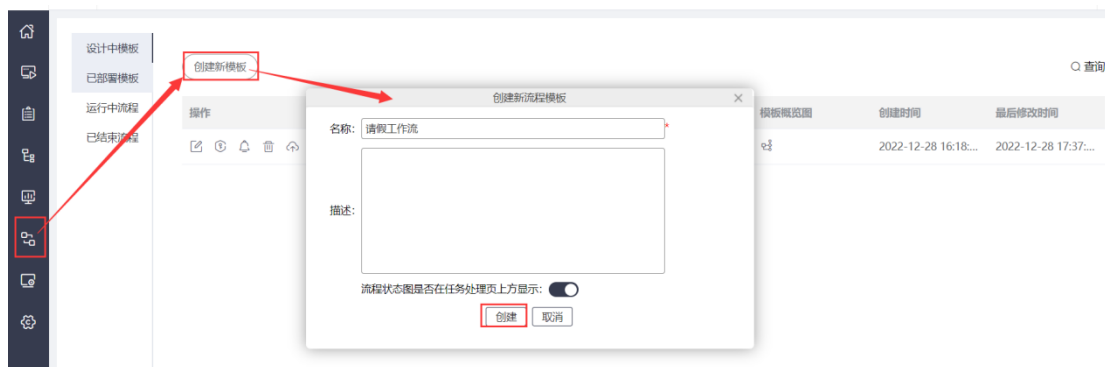 设计中模板
已部署模板
运行中流程
已结束流程
创建新模板
查询
操作
模板概览图
创建时间
最后修改时间
2022-12-28 16:18:...
2022-12-28 17:37:...
创建新流程模板
名称:
请假工作流
*
描述:
流程状态图是否在任务处理页上方显示:
创建
取消